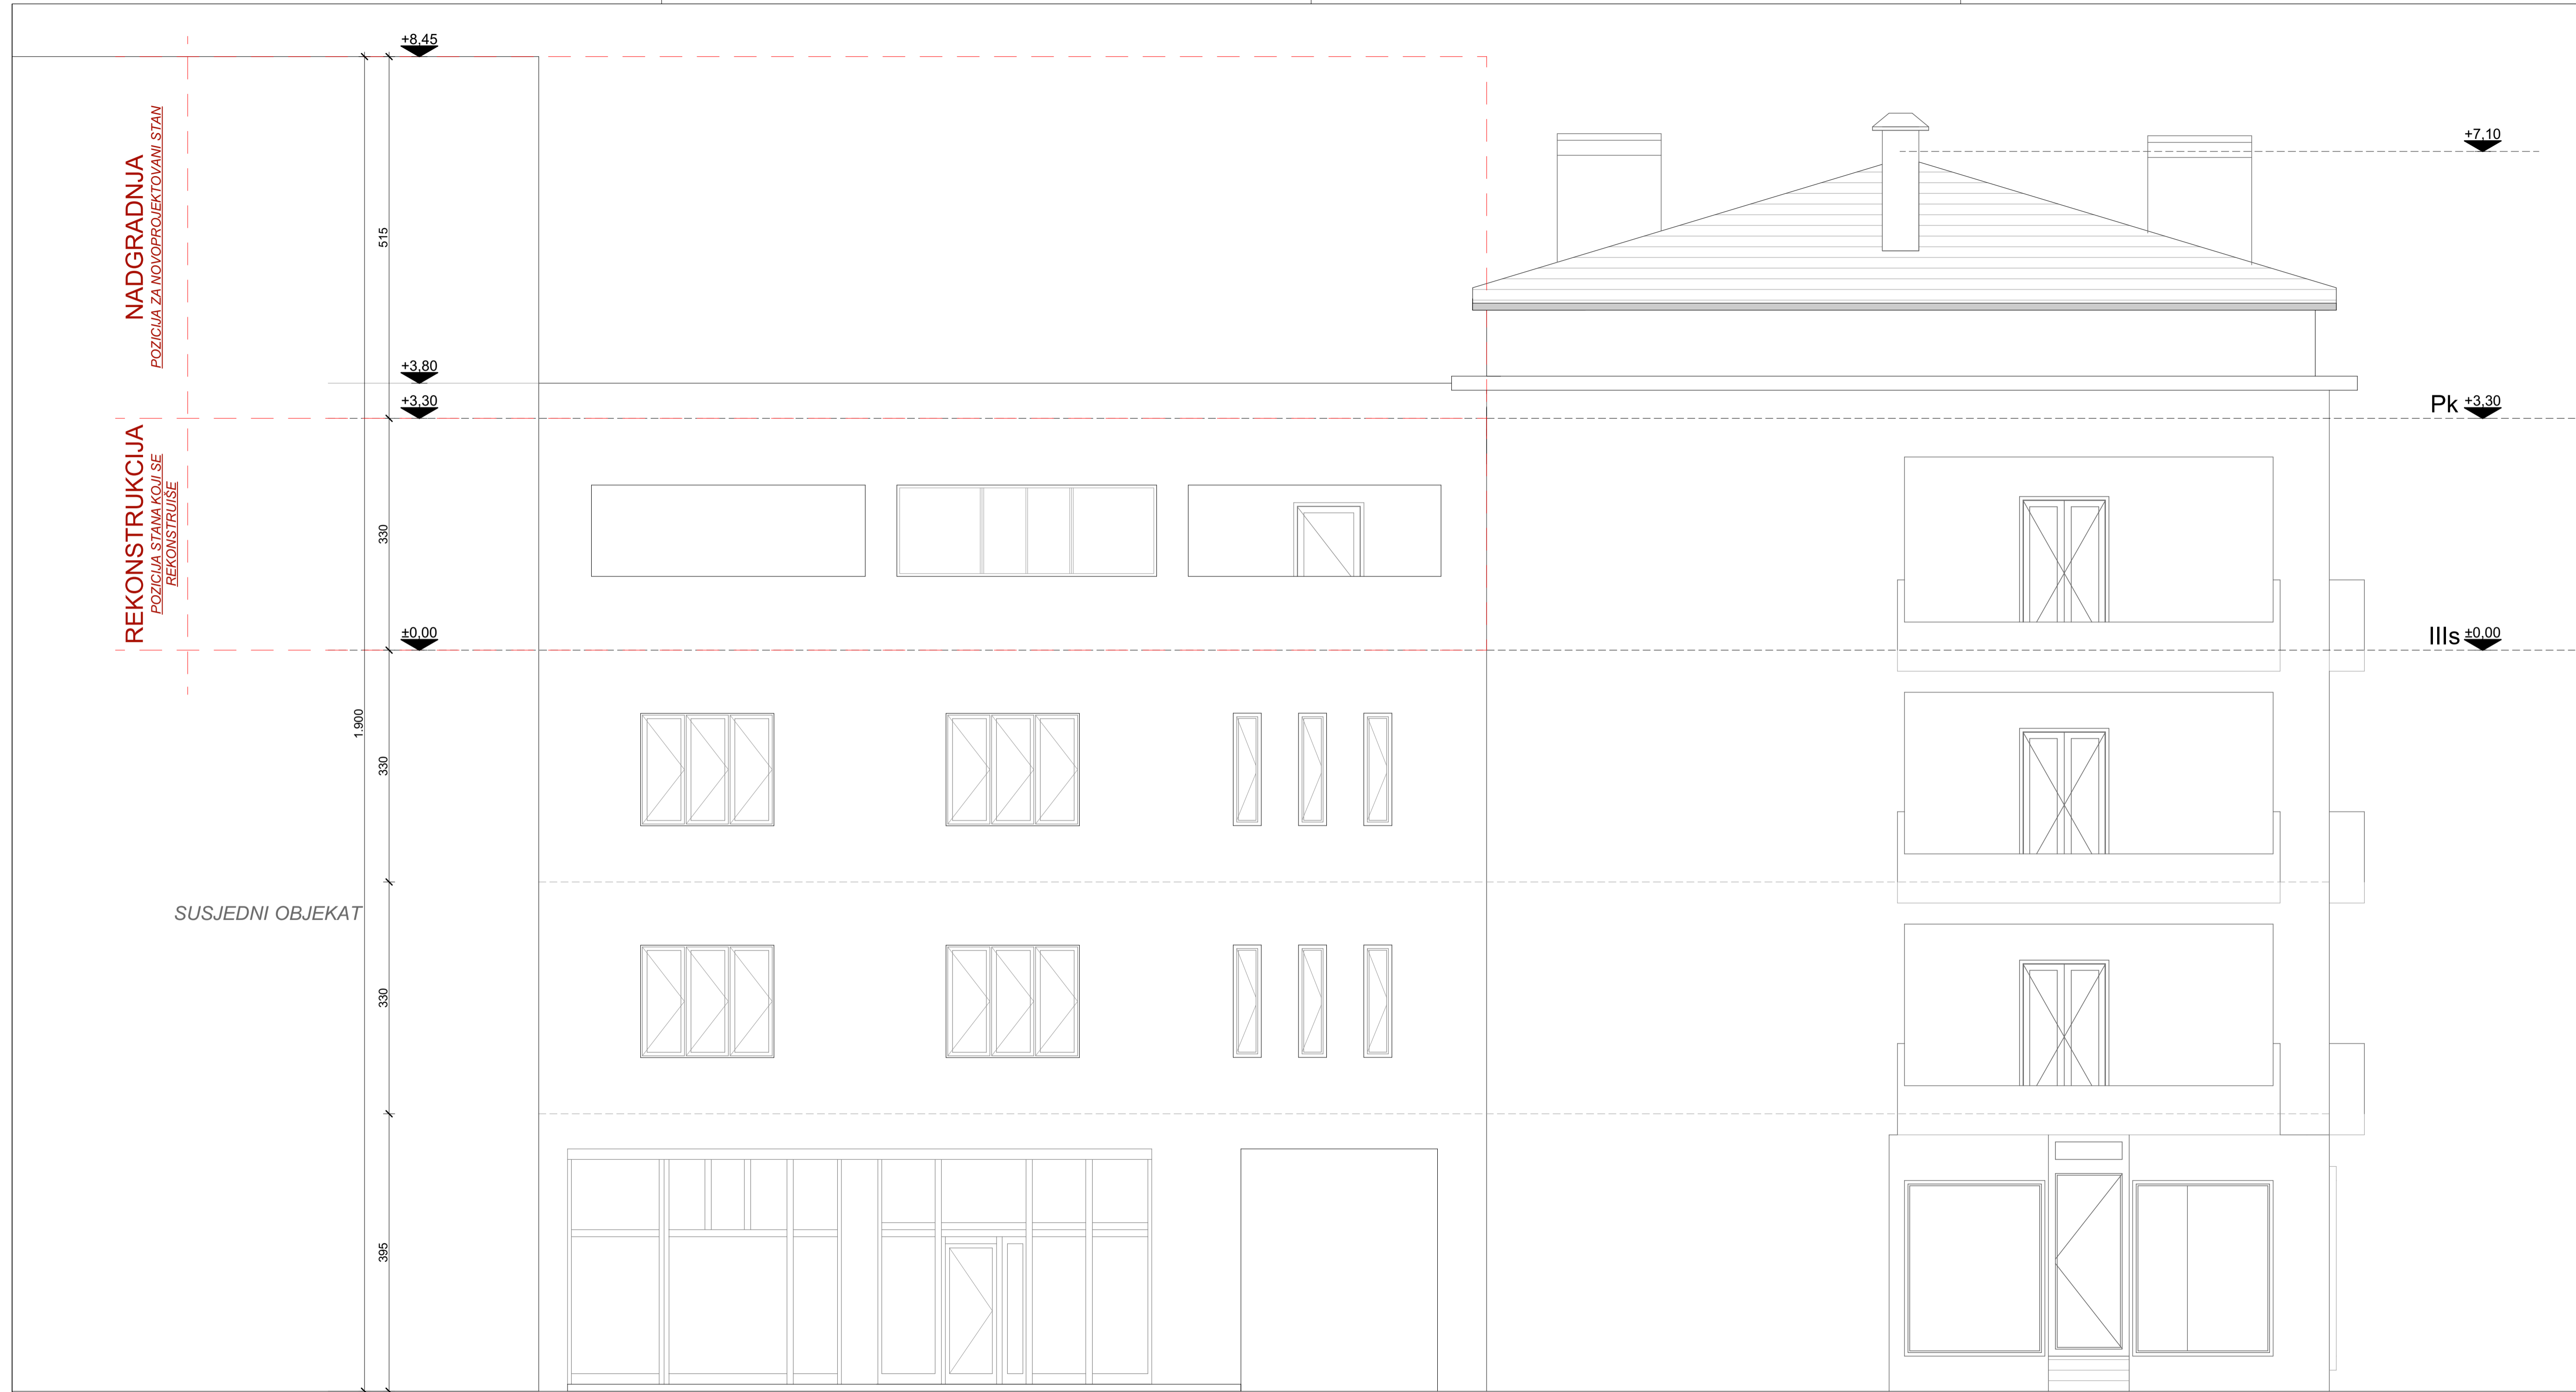 +8,45
+7,10
NADGRADNJA
POZICIJA ZA NOVOPROJEKTOVANI STAN
515
+3,80
+3,30
Pk +3,30
REKONSTRUKCIJA
POZICIJA STANA KOJI SE
REKONSTRUIŠE
330
±0,00
IIIs ±0,00
1.900
330
SUSJEDNI OBJEKAT
330
395